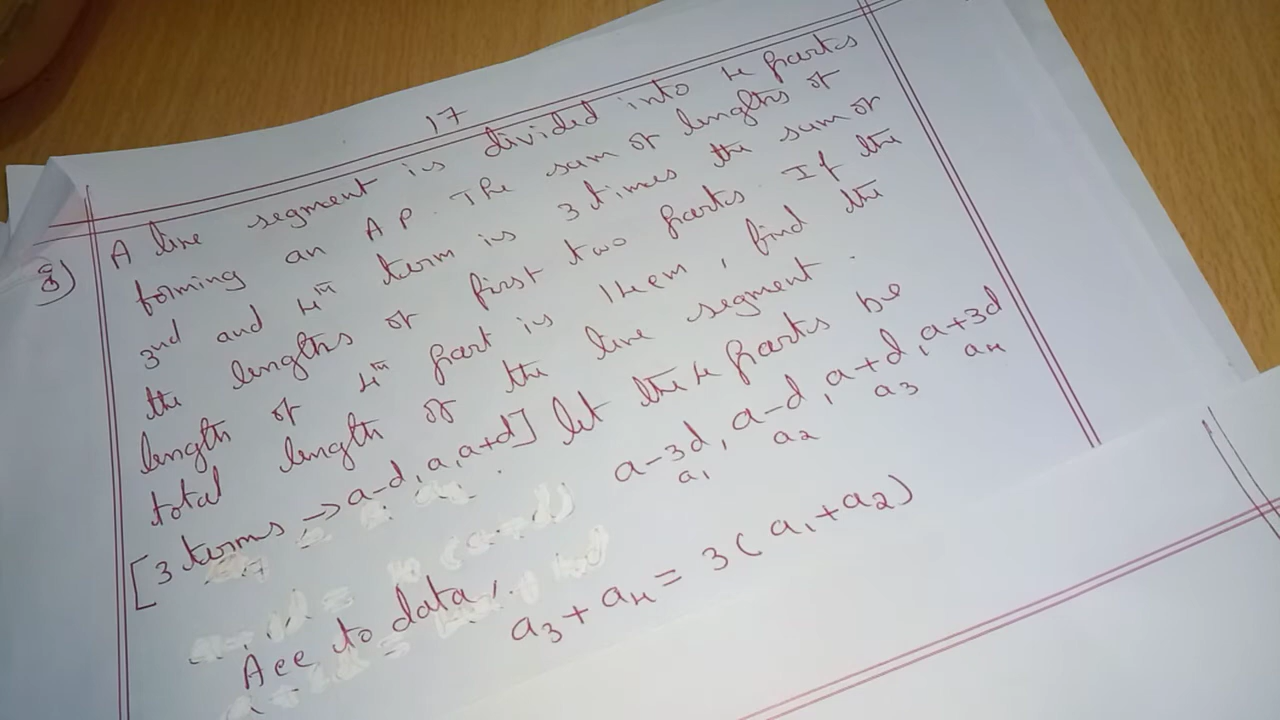 17
8) A line segment is divided into 4 parts
forming an AP. The sum of lengths of
3rd and 4th term is 3 times the sum of
the lengths of first two parts. If the
length of 4th part is 14cm, find the
total length of the line segment.
[3 terms → a-d, a, a+d] let the 4 parts be
a-3d, a-d, a+d, a+3d
a1 a2 a3 a4
Acc to data,
a3 + a4 = 3(a1 + a2)